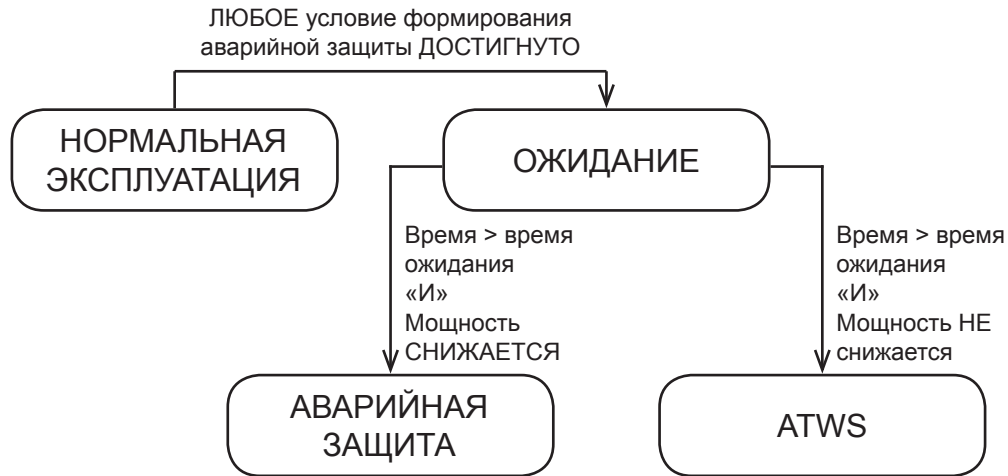 ЛЮБОЕ условие формирования
аварийной защиты ДОСТИГНУТО
НОРМАЛЬНАЯ
ЭКСПЛУАТАЦИЯ
ОЖИДАНИЕ
Время > время
ожидания
«И»
Мощность
СНИЖАЕТСЯ
Время > время
ожидания
«И»
Мощность НЕ
снижается
АВАРИЙНАЯ
ЗАЩИТА
ATWS